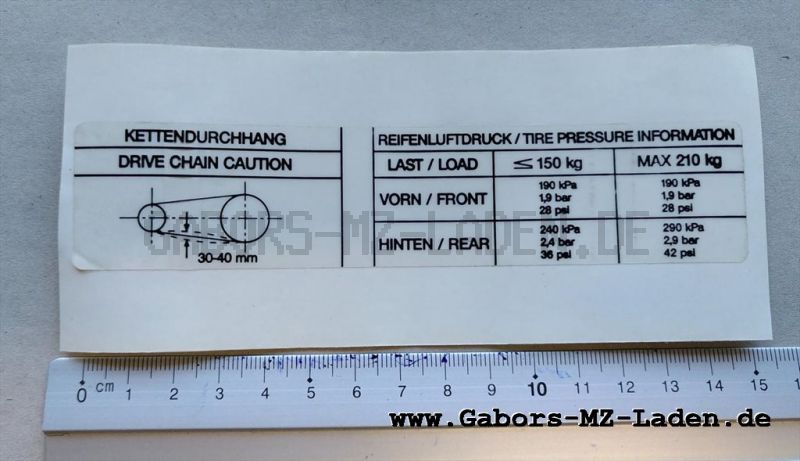 KETTENDURCHHANG
DRIVE CHAIN CAUTION
30-40 mm
REIFENLUFTDRUCK / TIRE PRESSURE INFORMATION
LAST / LOAD ≤ 150 kg MAX 210 kg
VORN / FRONT
190 kPa
1,9 bar
28 psi
190 kPa
1,9 bar
28 psi
HINTEN / REAR
240 kPa
2,4 bar
36 psi
290 kPa
2,9 bar
42 psi
GABORS-MZ-LADEN.DE
0 cm 1 2 3 4 5 6 7 8 9 10 11 12 13 14 15
www.Gabors-MZ-Laden.de